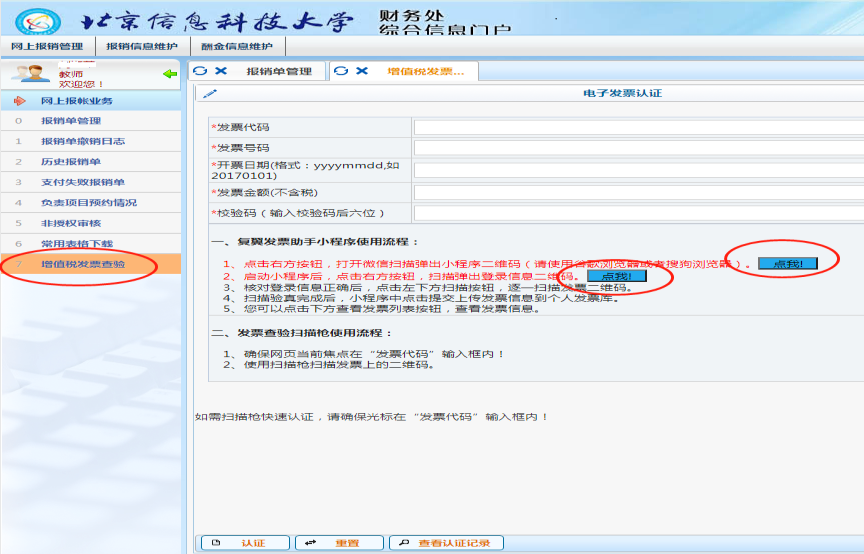 北京信息科技大学
财务处
综合信息门户
网上报销管理
报销信息维护
酬金信息维护
教师
欢迎您！
网上报帐业务
0 报销单管理
1 报销单撤销日志
2 历史报销单
3 支付失败报销单
4 负责项目预约情况
5 非授权审核
6 常用表格下载
7 增值税发票查验
报销单管理
增值税发票...
电子发票认证
*发票代码
*发票号码
*开票日期(格式：yyyymmdd,如
20170101)
*发票金额(不含税)
*校验码（输入校验码后六位）
一、复翼发票助手小程序使用流程：
1、点击右方按钮，打开微信扫描弹出小程序二维码（请使用谷歌浏览器或者搜狗浏览器）。 点我!
2、启动小程序后，点击右方按钮，扫描弹出登录信息二维码。 点我!
3、核对登录信息正确后，点击左下方扫描按钮，逐一扫描发票二维码。
4、扫描验真完成后，小程序中点击提交上传发票信息到个人发票库。
5、您可以点击下方查看发票列表按钮，查看发票信息。
二、发票查验扫描枪使用流程：
1、确保网页当前焦点在“发票代码”输入框内！
2、使用扫描枪扫描发票上的二维码。
如需扫描枪快速认证，请确保光标在“发票代码”输入框内！
认证
重置
查看认证记录